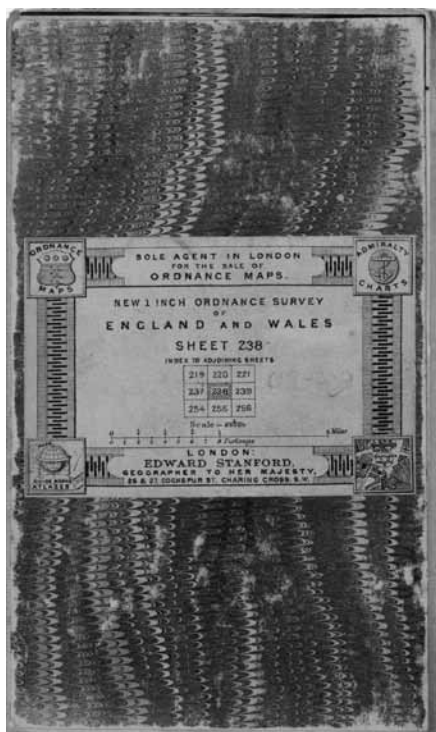 ORDNANCE
MAPS
SOLE AGENT IN LONDON
FOR THE SALE OF
ORDNANCE MAPS.
ADMIRALTY
CHARTS
NEW 1 INCH ORDNANCE SURVEY
OF
ENGLAND AND WALES
SHEET 238
INDEX TO ADJOINING SHEETS
219 220 221
237 238 239
254 255 256
Scale
Miles
Furlongs
LONDON:
EDWARD STANFORD,
GEOGRAPHER TO HER MAJESTY,
26 & 27 COCKSPUR ST. CHARING CROSS. S.W.
GUIDE BOOKS
ATLASES